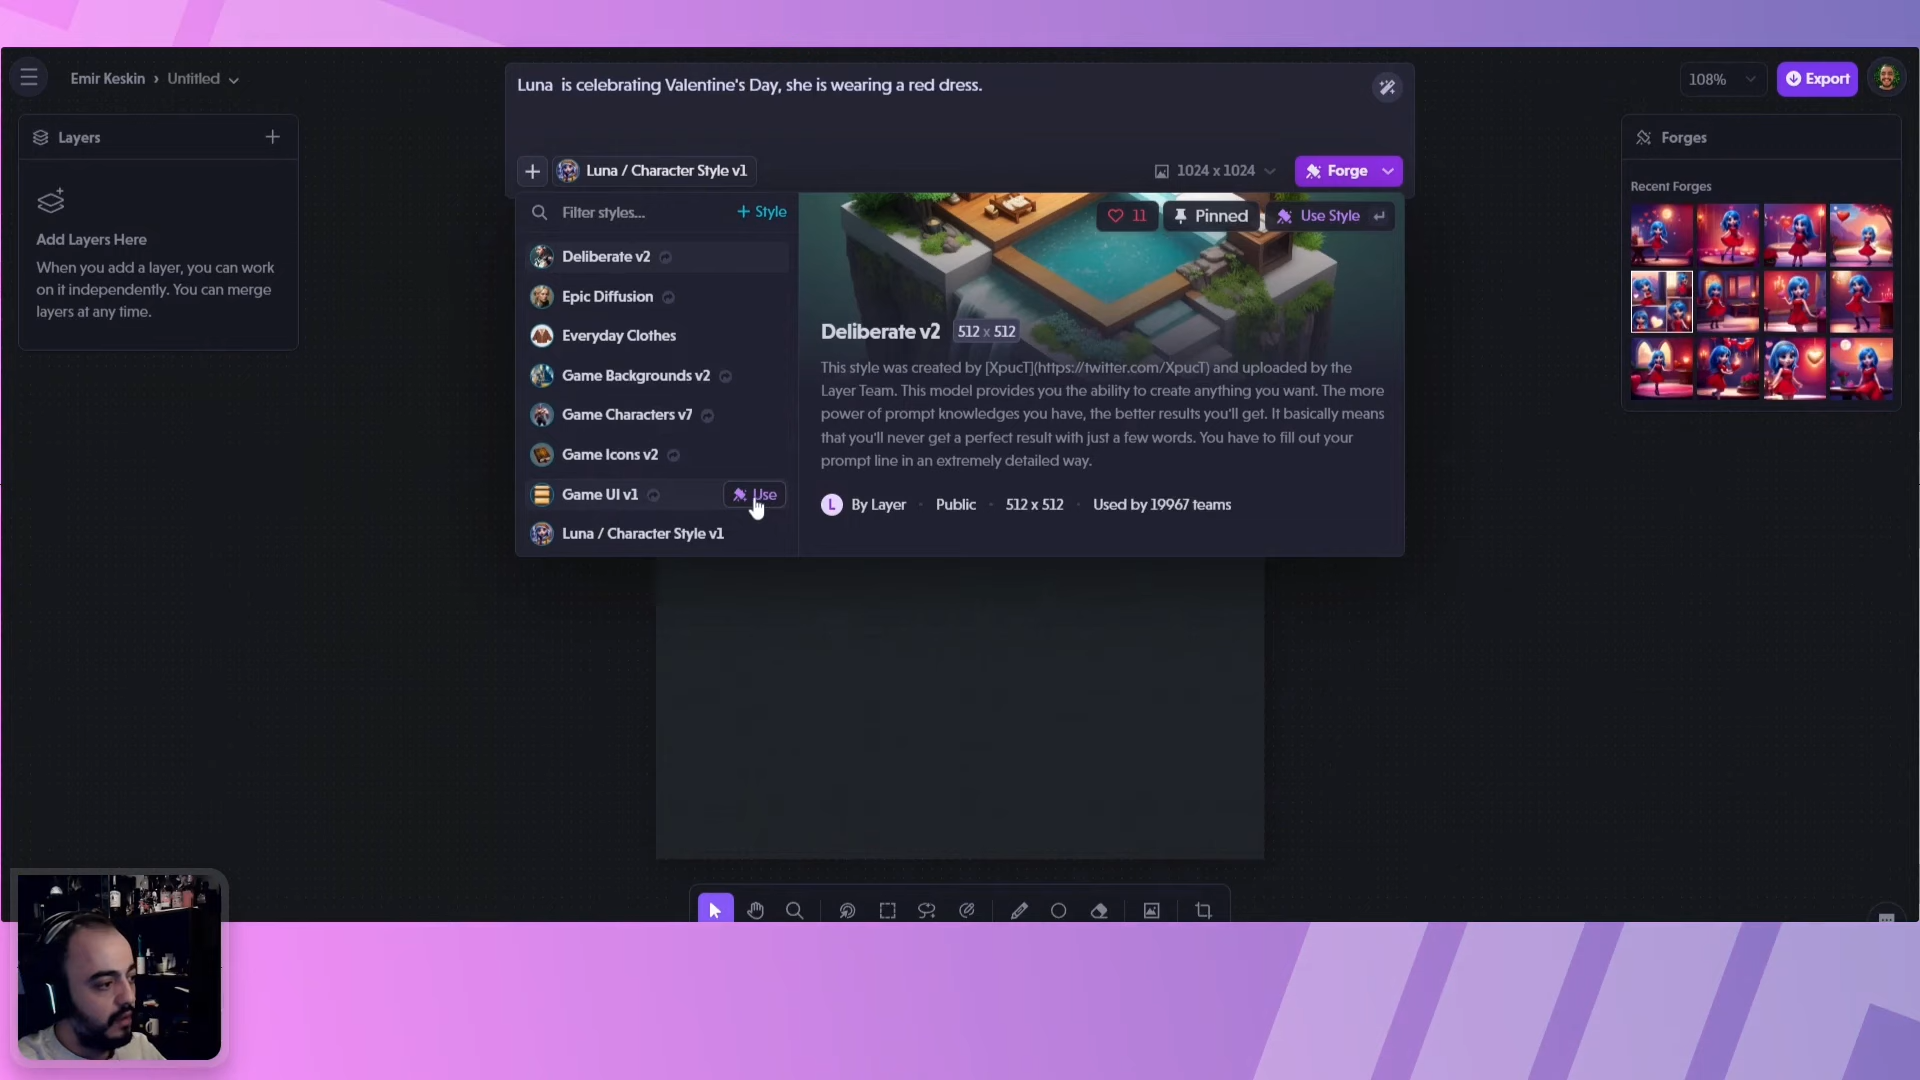 Emir Keskin › Untitled
Luna  is celebrating Valentine's Day, she is wearing a red dress.
108%
Export
Layers
Add Layers Here
When you add a layer, you can work
on it independently. You can merge
layers at any time.
Luna / Character Style v1
1024 x 1024
Forge
Filter styles...
+ Style
Deliberate v2
Epic Diffusion
Everyday Clothes
Game Backgrounds v2
Game Characters v7
Game Icons v2
Game UI v1
Use
Luna / Character Style v1
11
Pinned
Use Style
Deliberate v2 512 x 512
This style was created by [XpucT](https://twitter.com/XpucT) and uploaded by the
Layer Team. This model provides you the ability to create anything you want. The more
power of prompt knowledges you have, the better results you'll get. It basically means
that you'll never get a perfect result with just a few words. You have to fill out your
prompt line in an extremely detailed way.
L By Layer · Public · 512 x 512 · Used by 19967 teams
Forges
Recent Forges